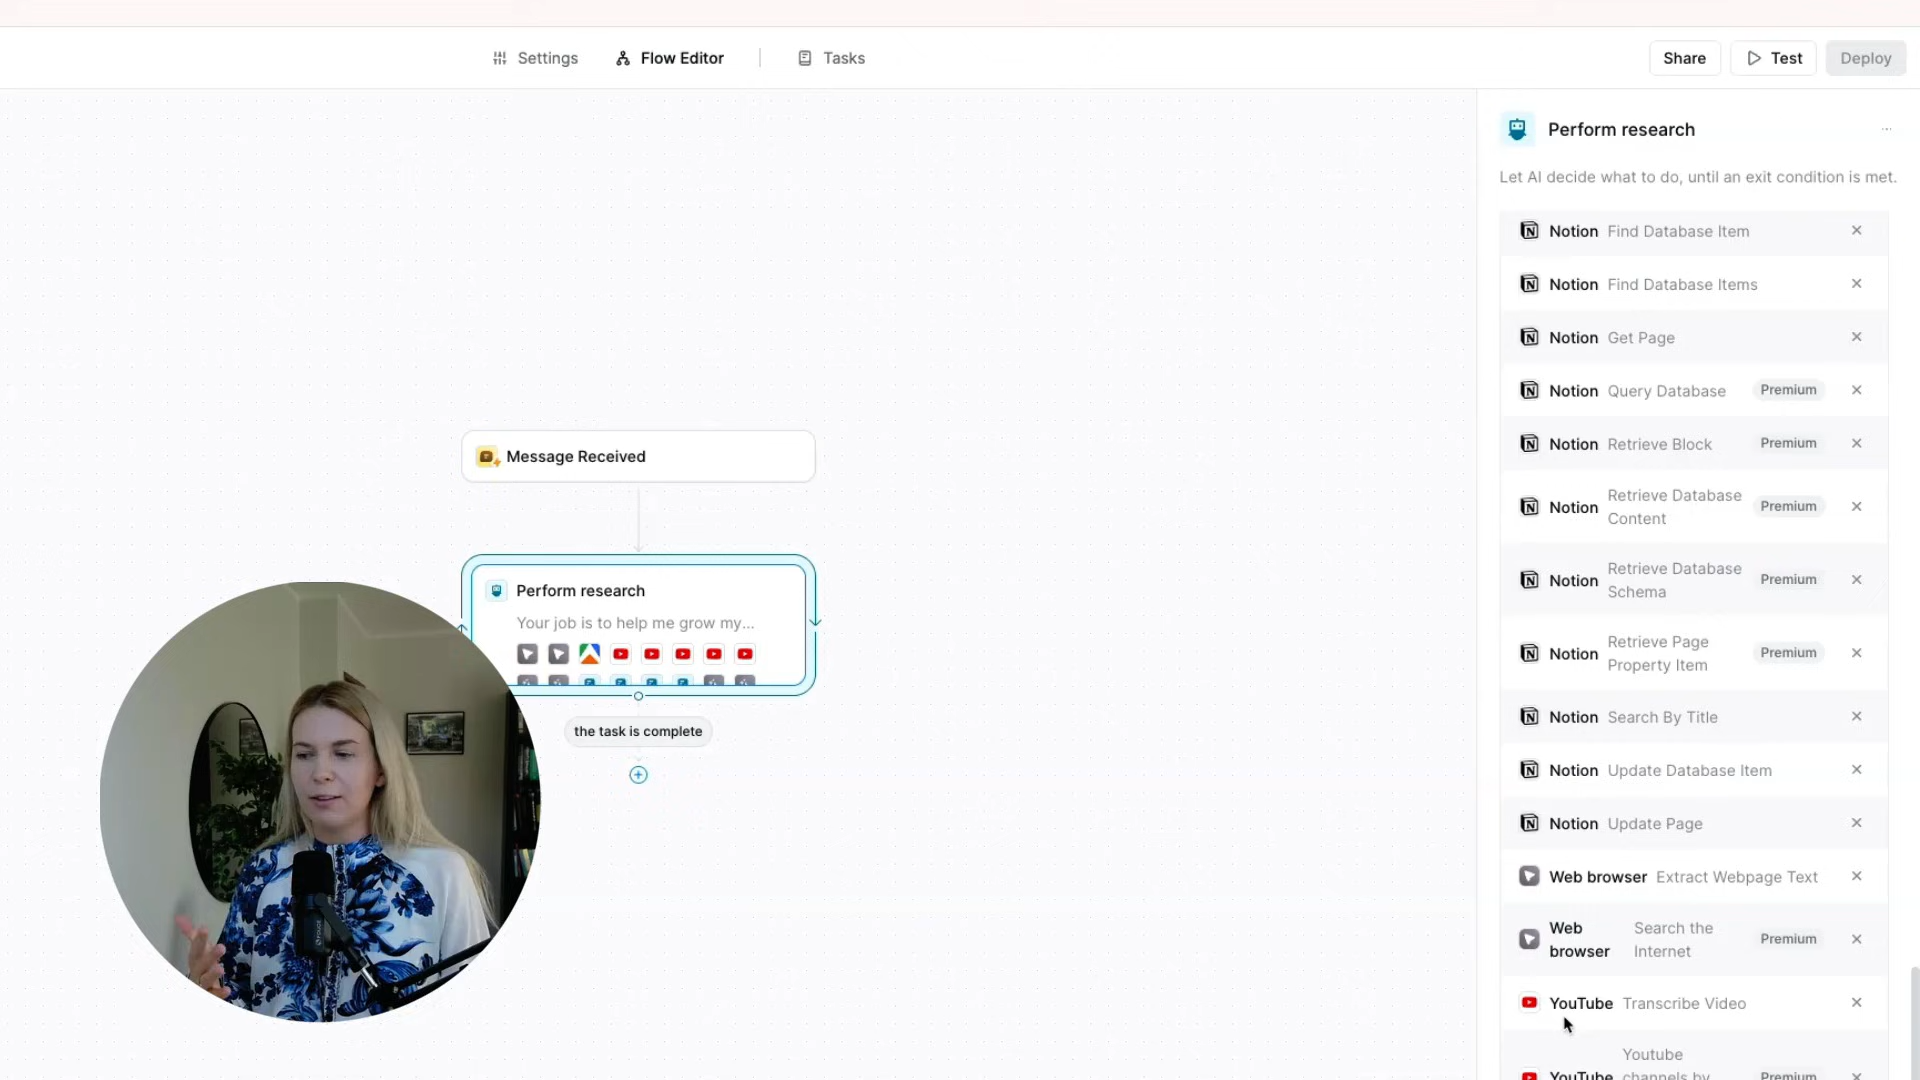 Settings
Flow Editor
Tasks
Share
Test
Deploy
Perform research
Let AI decide what to do, until an exit condition is met.
Notion Find Database Item
Notion Find Database Items
Notion Get Page
Notion Query Database Premium
Notion Retrieve Block Premium
Notion Retrieve Database Content Premium
Notion Retrieve Database Schema Premium
Notion Retrieve Page Property Item Premium
Notion Search By Title
Notion Update Database Item
Notion Update Page
Web browser Extract Webpage Text
Web browser Search the Internet Premium
YouTube Transcribe Video
YouTube Youtube channels by Premium
Message Received
Perform research
Your job is to help me grow my...
the task is complete